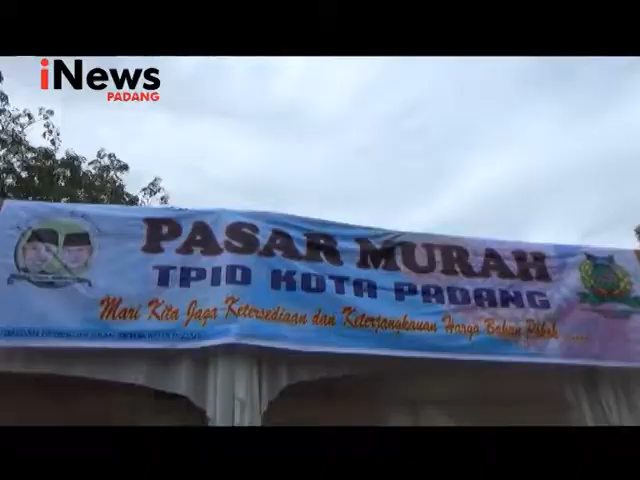 iNews
PADANG
PASAR MURAH
TPID KOTA PADANG
Mari Kita Jaga Ketersediaan dan Keterjangkauan Harga Bahan Pokok .....